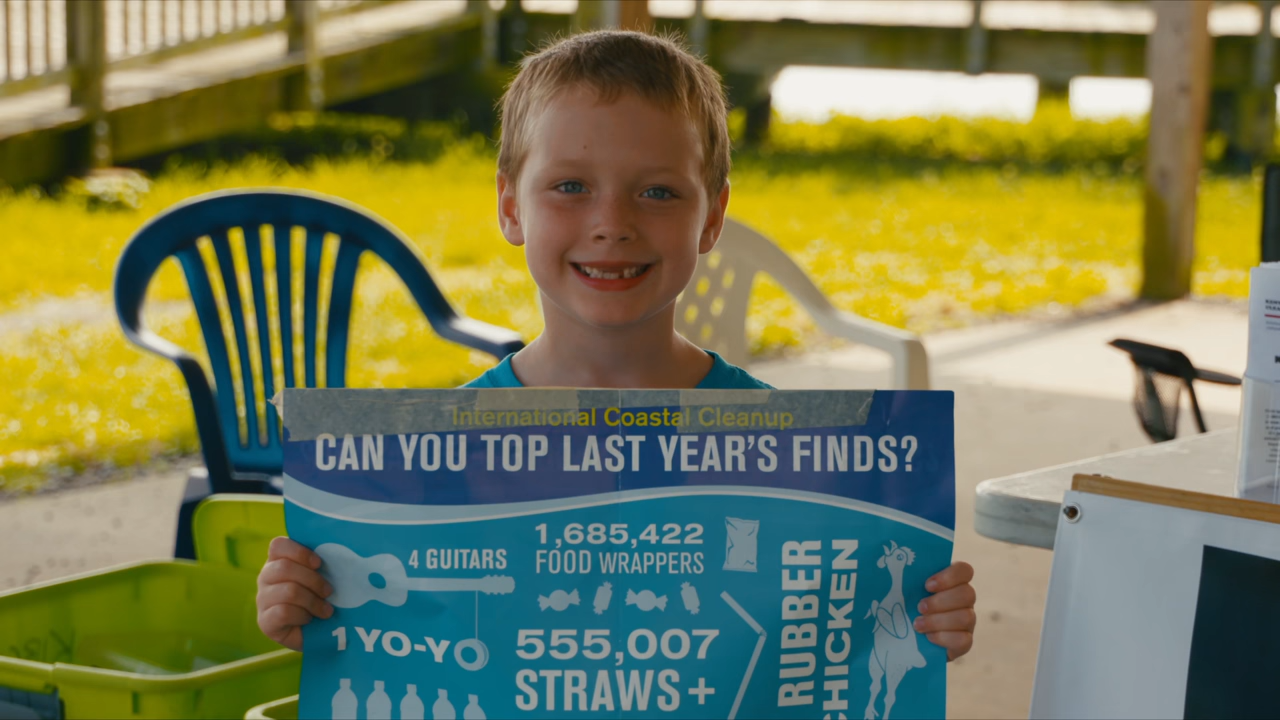 International Coastal Cleanup
CAN YOU TOP LAST YEAR'S FINDS?
4 GUITARS
1,685,422
FOOD WRAPPERS
1 YO-YO
555,007
STRAWS+
RUBBER
CHICKEN